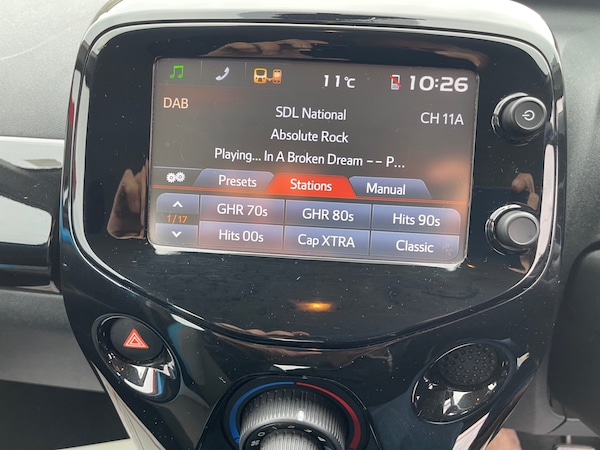 11°C
10:26
DAB
SDL National
CH 11A
Absolute Rock
Playing... In A Broken Dream -- P...
Presets Stations Manual
GHR 70s GHR 80s Hits 90s
1/17
Hits 00s Cap XTRA Classic